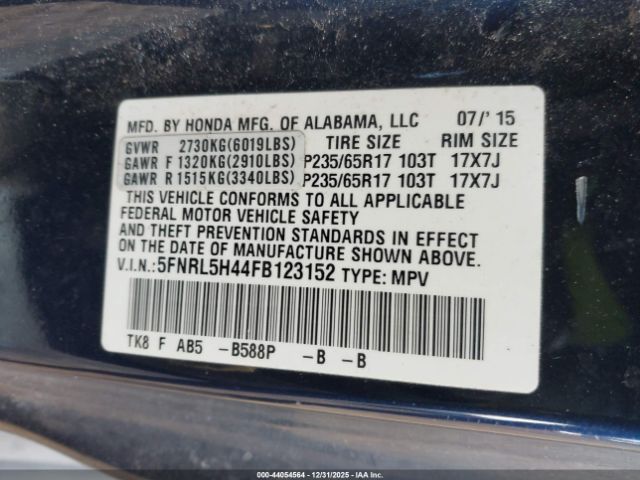 MFD. BY HONDA MFG. OF ALABAMA, LLC 07/'15
GVWR 2730KG(6019LBS) TIRE SIZE RIM SIZE
GAWR F 1320KG(2910LBS) P235/65R17 103T 17X7J
GAWR R 1515KG(3340LBS) P235/65R17 103T 17X7J
THIS VEHICLE CONFORMS TO ALL APPLICABLE
FEDERAL MOTOR VEHICLE SAFETY
AND THEFT PREVENTION STANDARDS IN EFFECT
ON THE DATE OF MANUFACTURE SHOWN ABOVE.
V.I.N.:5FNRL5H44FB123152 TYPE: MPV
TK8 F AB5 -B588P -B -B
000-44054564 - 12/31/2025 - COPART.COM